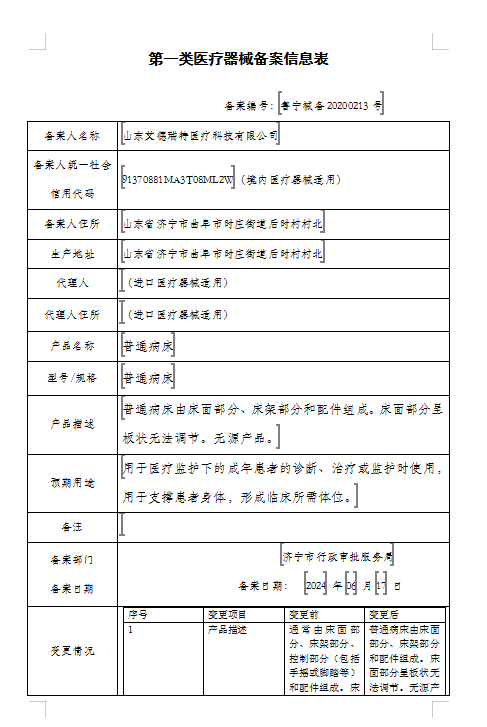 第一类医疗器械备案信息表
备案编号：鲁宁械备20200213号
备案人名称 山东艾德瑞特医疗科技有限公司
备案人统一社会
信用代码
91370881MA3T08ML2W（境内医疗器械适用）
备案人住所 山东省济宁市曲阜市时庄街道后时村村北
生产地址 山东省济宁市曲阜市时庄街道后时村村北
代理人 （进口医疗器械适用）
代理人住所 （进口医疗器械适用）
产品名称 普通病床
型号/规格 普通病床
产品描述
普通病床由床面部分、床架部分和配件组成。床面部分呈
板状无法调节。无源产品。
预期用途
用于医疗监护下的成年患者的诊断、治疗或监护时使用，
用于支撑患者身体，形成临床所需体位。
备注
备案部门
备案日期
济宁市行政审批服务局
备案日期： 2024 年 06 月 17 日
变更情况
序号 变更项目 变更前 变更后
1 产品描述 通常由床面部 普通病床由床面
分、床架部分、 部分、床架部分
控制部分（包括 和配件组成。床
手摇或脚踏等） 面部分呈板状无
和配件组成。床 法调节。无源产